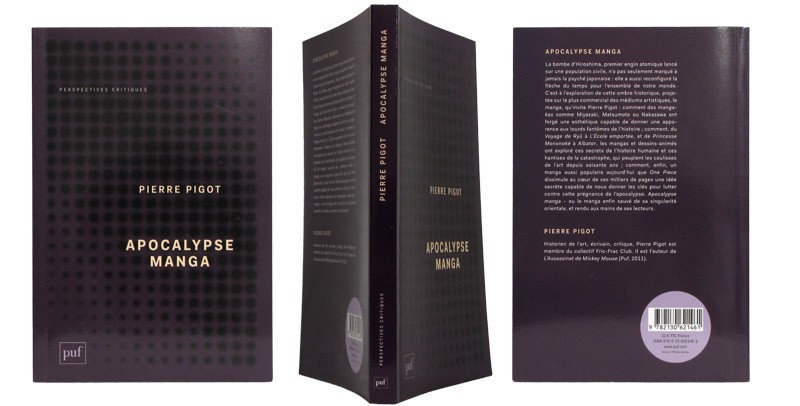 PERSPECTIVES CRITIQUES
PIERRE PIGOT
APOCALYPSE
MANGA
puf
APOCALYPSE MANGA
PIERRE PIGOT
PERSPECTIVES CRITIQUES
puf
PIERRE PIGOT
APOCALYPSE
MANGA
APOCALYPSE MANGA
La bombe d'Hiroshima, premier engin atomique lancé
sur une population civile, n'a pas seulement marqué à
jamais la psyché japonaise : elle a aussi reconfiguré la
flèche du temps pour l'ensemble de notre monde.
C'est à l'exploration de cette ombre historique, proje-
tée sur le plus commercial des médiums artistiques, le
manga, qu'invite Pierre Pigot : comment des manga-
kas comme Miyazaki, Matsumoto ou Nakazawa ont
forgé une esthétique capable de donner une appa-
rence aux lourds fantômes de l'histoire ; comment, du
Voyage de Ryû à L'École emportée, et de Princesse
Mononoké à Albator, les mangas et dessins-animés
ont exploré ces secrets de l'histoire humaine et ces
hantises de la catastrophe, qui peuplent les coulisses
de l'art depuis soixante ans ; comment, enfin, un
manga aussi populaire aujourd'hui que One Piece
dissimule au cœur de ses milliers de pages une idée
secrète capable de nous donner les clés pour lutter
contre cette prégnance de l'apocalypse. Apocalypse
manga – ou le manga enfin sauvé de sa singularité
orientale, et rendu aux mains de ses lecteurs.
PIERRE PIGOT
Historien de l'art, écrivain, critique, Pierre Pigot est
membre du collectif Fric-Frac Club. Il est l'auteur de
L'Assassinat de Mickey Mouse (Puf, 2011).
9 782130 621461
www.puf.com